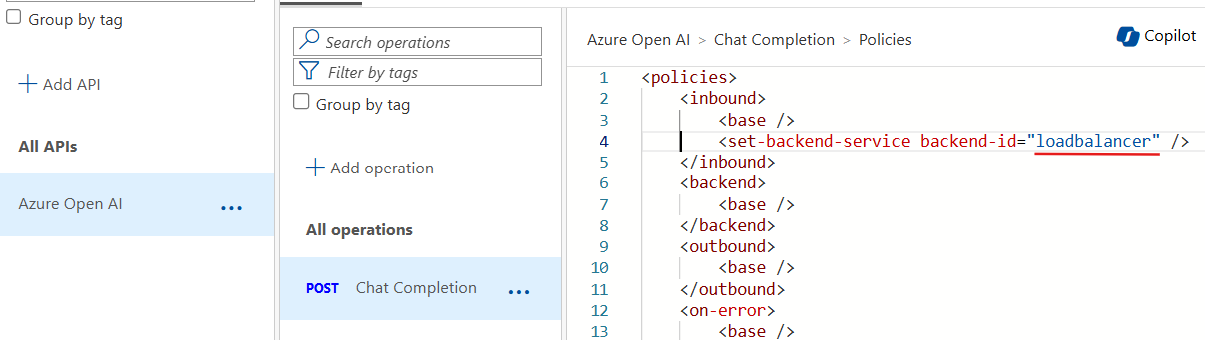 Group by tag
Add API
All APIs
Azure Open AI
Search operations
Filter by tags
Group by tag
Add operation
All operations
POST Chat Completion
Azure Open AI > Chat Completion > Policies
Copilot
1 <policies>
2 <inbound>
3 <base />
4 <set-backend-service backend-id="loadbalancer" />
5 </inbound>
6 <backend>
7 <base />
8 </backend>
9 <outbound>
10 <base />
11 </outbound>
12 <on-error>
13 <base />